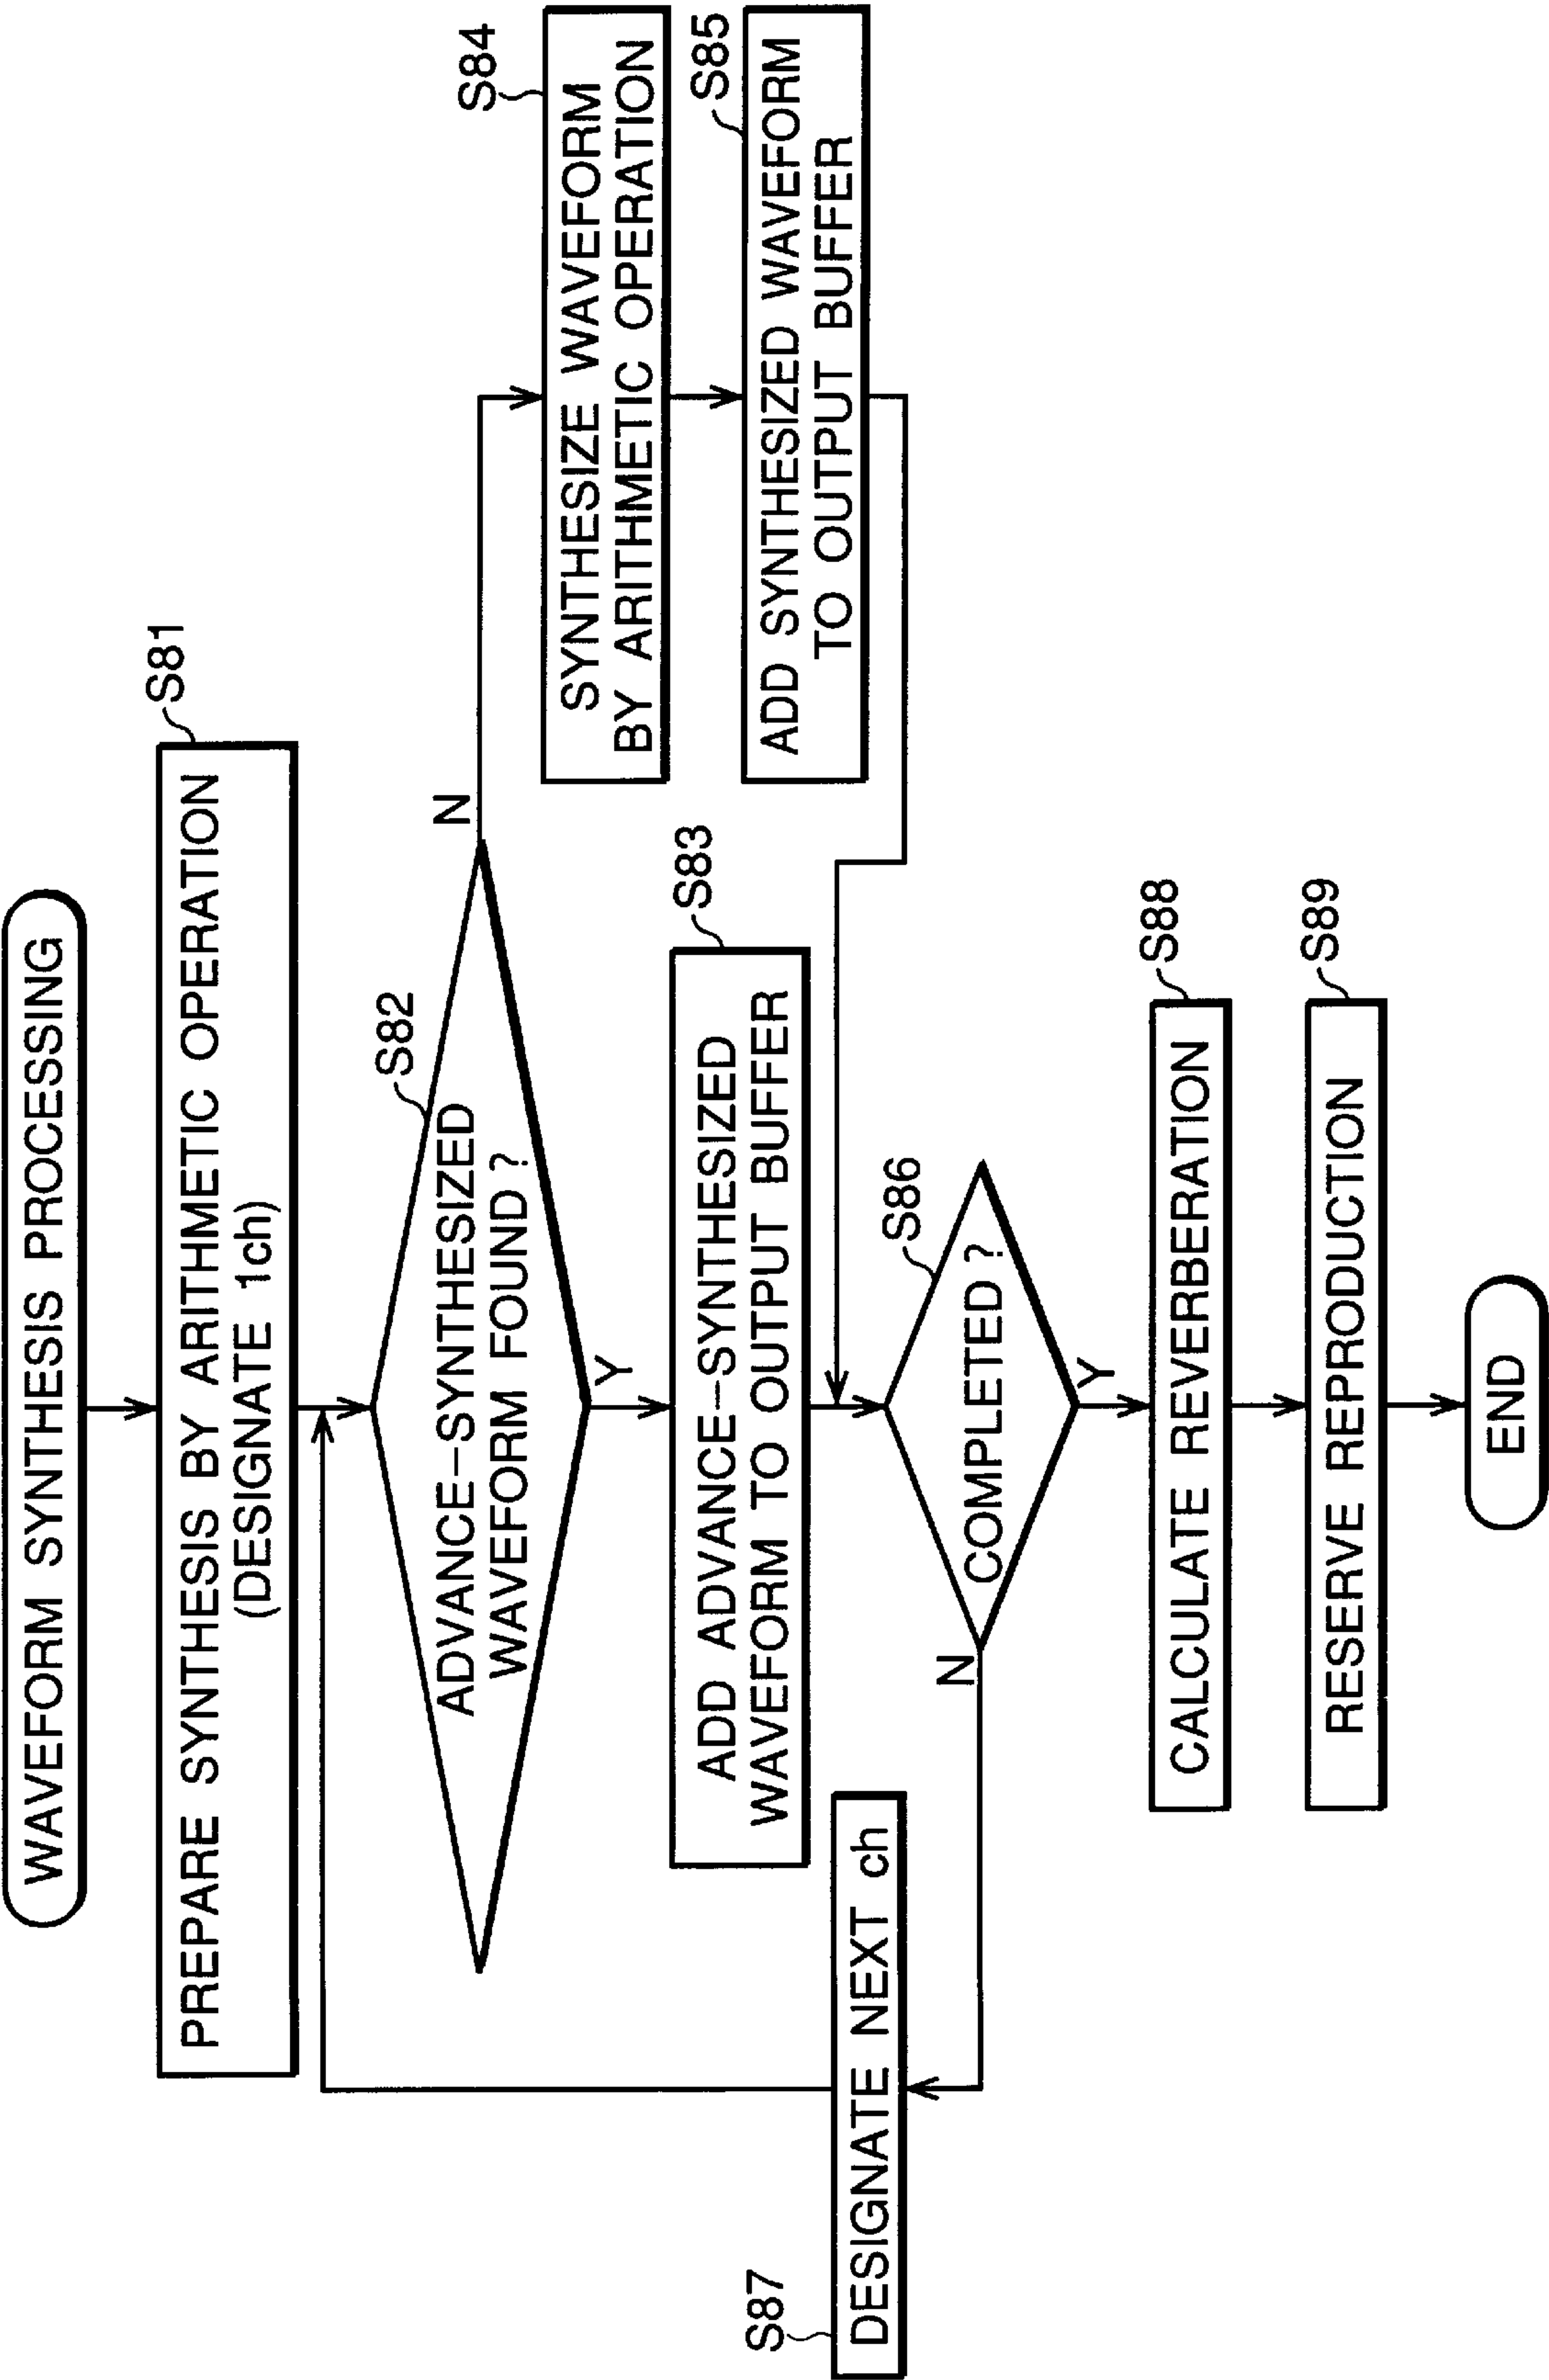 WAVEFORM SYNTHESIS PROCESSING
S81
PREPARE SYNTHESIS BY ARITHMETIC OPERATION
(DESIGNATE 1ch)
S82
ADVANCE-SYNTHESIZED
WAVEFORM FOUND ?
N
Y
S84
SYNTHESIZE WAVEFORM
BY ARITHMETIC OPERATION
S83
ADD ADVANCE-SYNTHESIZED
WAVEFORM TO OUTPUT BUFFER
S85
ADD SYNTHESIZED WAVEFORM
TO OUTPUT BUFFER
S87
DESIGNATE NEXT ch
S86
COMPLETED ?
N
Y
S88
CALCULATE REVERBERATION
S89
RESERVE REPRODUCTION
END